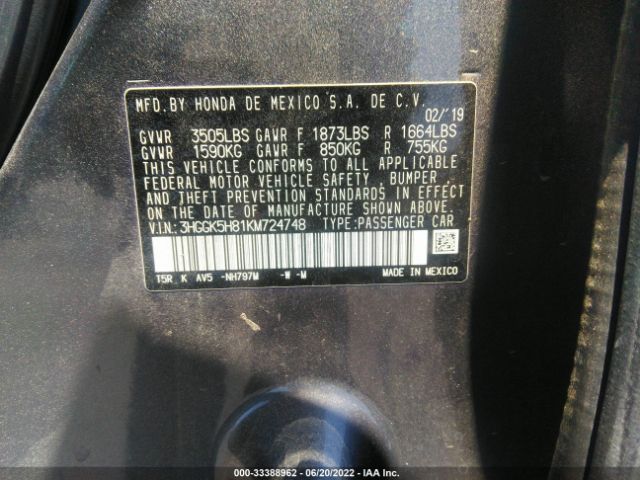 MFD. BY HONDA DE MEXICO S.A. DE C.V.
02/'19
GVWR 3505LBS GAWR F 1873LBS R 1664LBS
GVWR 1590KG GAWR F 850KG R 755KG
THIS VEHICLE CONFORMS TO ALL APPLICABLE
FEDERAL MOTOR VEHICLE SAFETY, BUMPER
AND THEFT PREVENTION STANDARDS IN EFFECT
ON THE DATE OF MANUFACTURE SHOWN ABOVE.
V.I.N.: 3HGGK5H81KM724748 TYPE:PASSENGER CAR
T5R K AV5 -NH797M -W -M MADE IN MEXICO
000-33388962 - 06/20/2022 - IAA Inc.